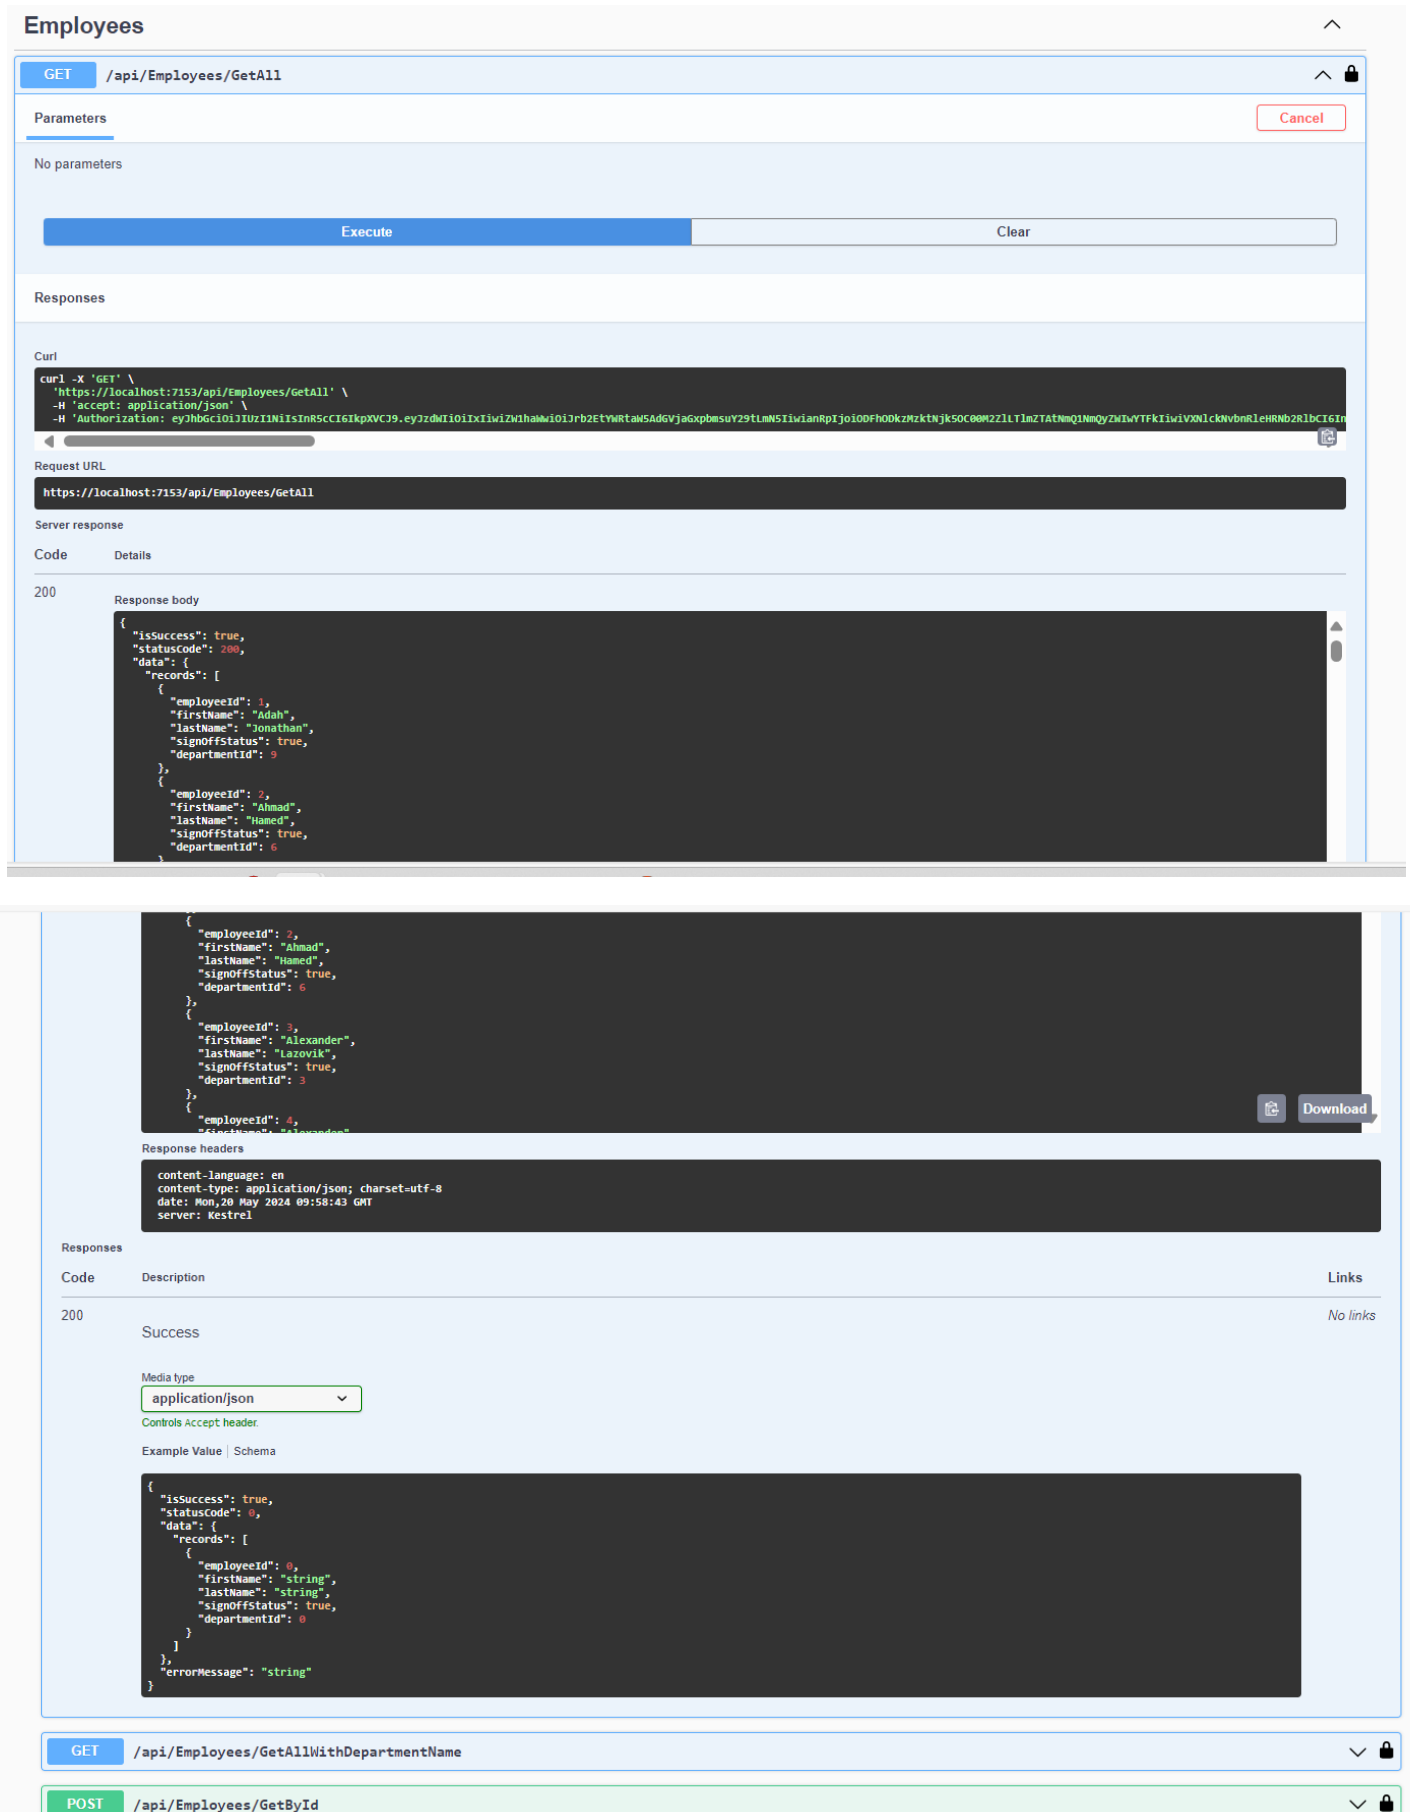 Employees
GET /api/Employees/GetAll
Parameters
Cancel
No parameters
Execute
Clear
Responses
Curl
curl -X 'GET' \
'https://localhost:7153/api/Employees/GetAll' \
-H 'accept: application/json' \
Request URL
https://localhost:7153/api/Employees/GetAll
Server response
Code Details
200
Response body
{
"isSuccess": true,
"statusCode": 200,
"data": {
"records": [
{
"employeeId": 1,
"firstName": "Adah",
"lastName": "Jonathan",
"signOffStatus": true,
"departmentId": 9
},
{
"employeeId": 2,
"firstName": "Ahmad",
"lastName": "Hamed",
"signOffStatus": true,
"departmentId": 6
}
{
"employeeId": 2,
"firstName": "Ahmad",
"lastName": "Hamed",
"signOffStatus": true,
"departmentId": 6
},
{
"employeeId": 3,
"firstName": "Alexander",
"lastName": "Lazovik",
"signOffStatus": true,
"departmentId": 3
},
{
"employeeId": 4,
"firstName": "Alexander"
Download
Response headers
content-language: en
content-type: application/json; charset=utf-8
date: Mon,20 May 2024 09:58:43 GMT
server: Kestrel
Responses
Code Description Links
200 No links
Success
Media type
application/json
Controls Accept header.
Example Value Schema
{
"isSuccess": true,
"statusCode": 0,
"data": {
"records": [
{
"employeeId": 0,
"firstName": "string",
"lastName": "string",
"signOffStatus": true,
"departmentId": 0
}
]
},
"errorMessage": "string"
}
GET /api/Employees/GetAllWithDepartmentName
POST /api/Employees/GetById